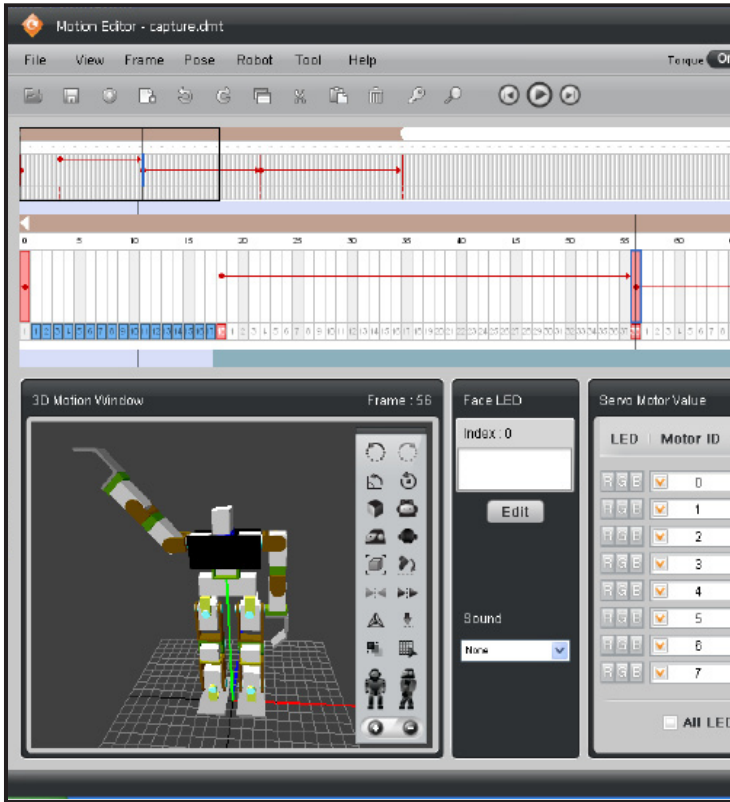 Motion Editor - capture.dmt
File View Frame Pose Robot Tool Help
Torque On
0 5 10 15 20 25 30 35 40 45 50 55 60
3D Motion Window Frame : 56
Face LED
Index : 0
Edit
Sound
None
Servo Motor Value
LED Motor ID
R G B 0
R G B 1
R G B 2
R G B 3
R G B 4
R G B 5
R G B 6
R G B 7
All LED